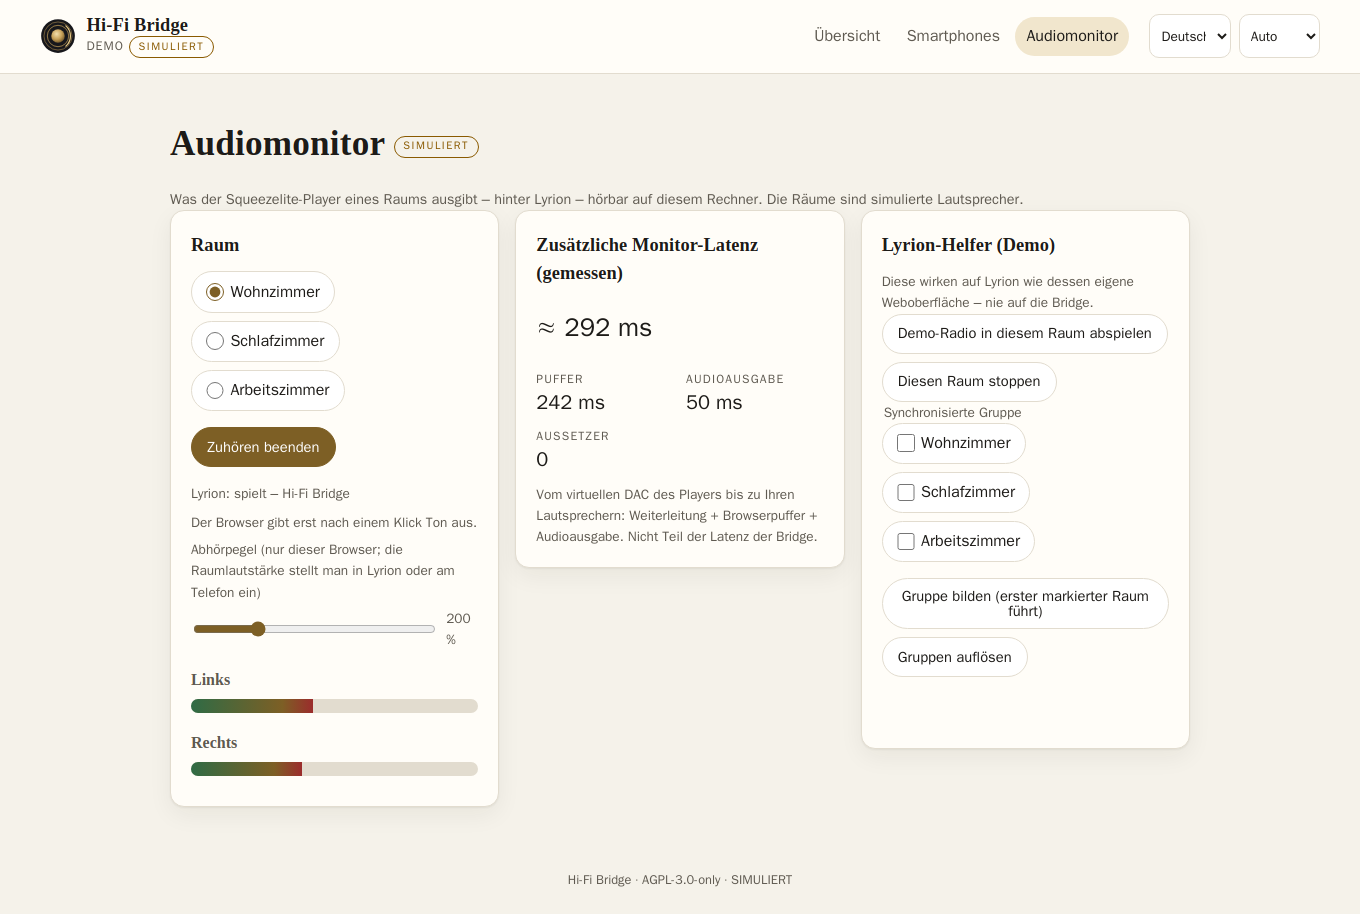 Hi-Fi Bridge
DEMO SIMULIERT
Übersicht
Smartphones
Audiomonitor
Deutsch
Auto
Audiomonitor SIMULIERT
Was der Squeezelite-Player eines Raums ausgibt – hinter Lyrion – hörbar auf diesem Rechner. Die Räume sind simulierte Lautsprecher.
Raum
Wohnzimmer
Schlafzimmer
Arbeitszimmer
Zuhören beenden
Lyrion: spielt – Hi-Fi Bridge
Der Browser gibt erst nach einem Klick Ton aus.
Abhörpegel (nur dieser Browser; die
Raumlautstärke stellt man in Lyrion oder am
Telefon ein)
200
%
Links
Rechts
Zusätzliche Monitor-Latenz
(gemessen)
≈ 292 ms
PUFFER
242 ms
AUDIOAUSGABE
50 ms
AUSSETZER
0
Vom virtuellen DAC des Players bis zu Ihren
Lautsprechern: Weiterleitung + Browserpuffer +
Audioausgabe. Nicht Teil der Latenz der Bridge.
Lyrion-Helfer (Demo)
Diese wirken auf Lyrion wie dessen eigene
Weboberfläche – nie auf die Bridge.
Demo-Radio in diesem Raum abspielen
Diesen Raum stoppen
Synchronisierte Gruppe
Wohnzimmer
Schlafzimmer
Arbeitszimmer
Gruppe bilden (erster markierter Raum
führt)
Gruppen auflösen
Hi-Fi Bridge · AGPL-3.0-only · SIMULIERT